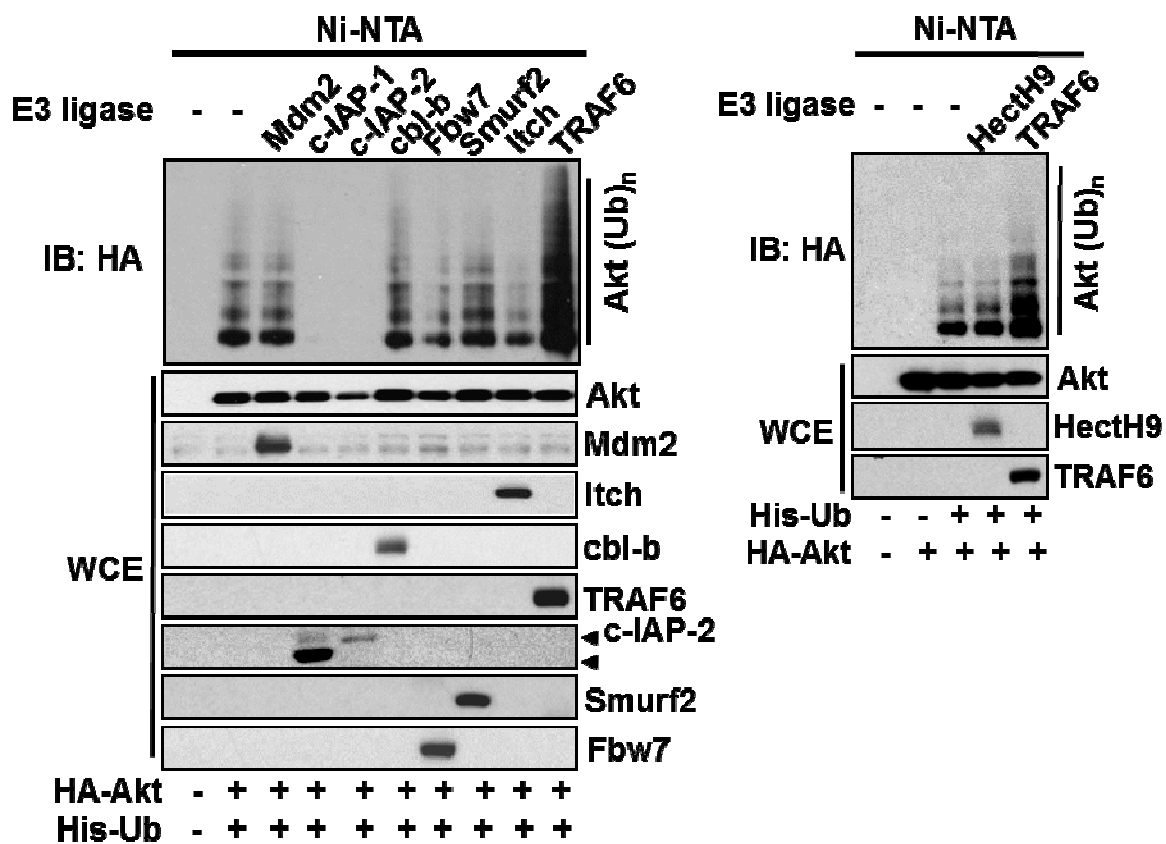 Ni-NTA
E3 ligase - - Mdm2 c-IAP-1 c-IAP-2 cbl-b Fbw7 Smurf2 Itch TRAF6
IB: HA
Akt (Ub)n
Akt
Mdm2
Itch
cbl-b
WCE
TRAF6
c-IAP-2
Smurf2
Fbw7
HA-Akt - + + + + + + + + +
His-Ub - + + + + + + + + +
Ni-NTA
E3 ligase - - - HectH9 TRAF6
IB: HA
Akt (Ub)n
Akt
WCE
HectH9
TRAF6
His-Ub - - + + +
HA-Akt - + + + +